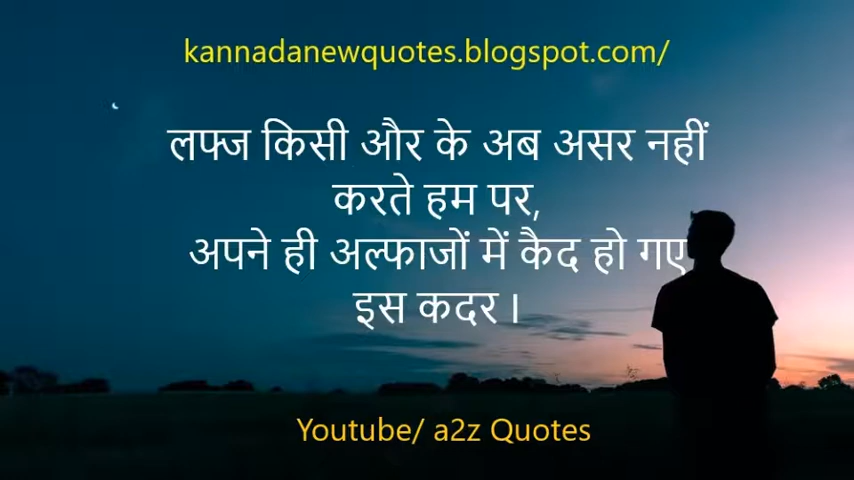 kannadanewquotes.blogspot.com/
लफ्ज किसी और के अब असर नहीं
करते हम पर,
अपने ही अल्फाजों में कैद हो गए
इस कदर।
Youtube/ a2z Quotes